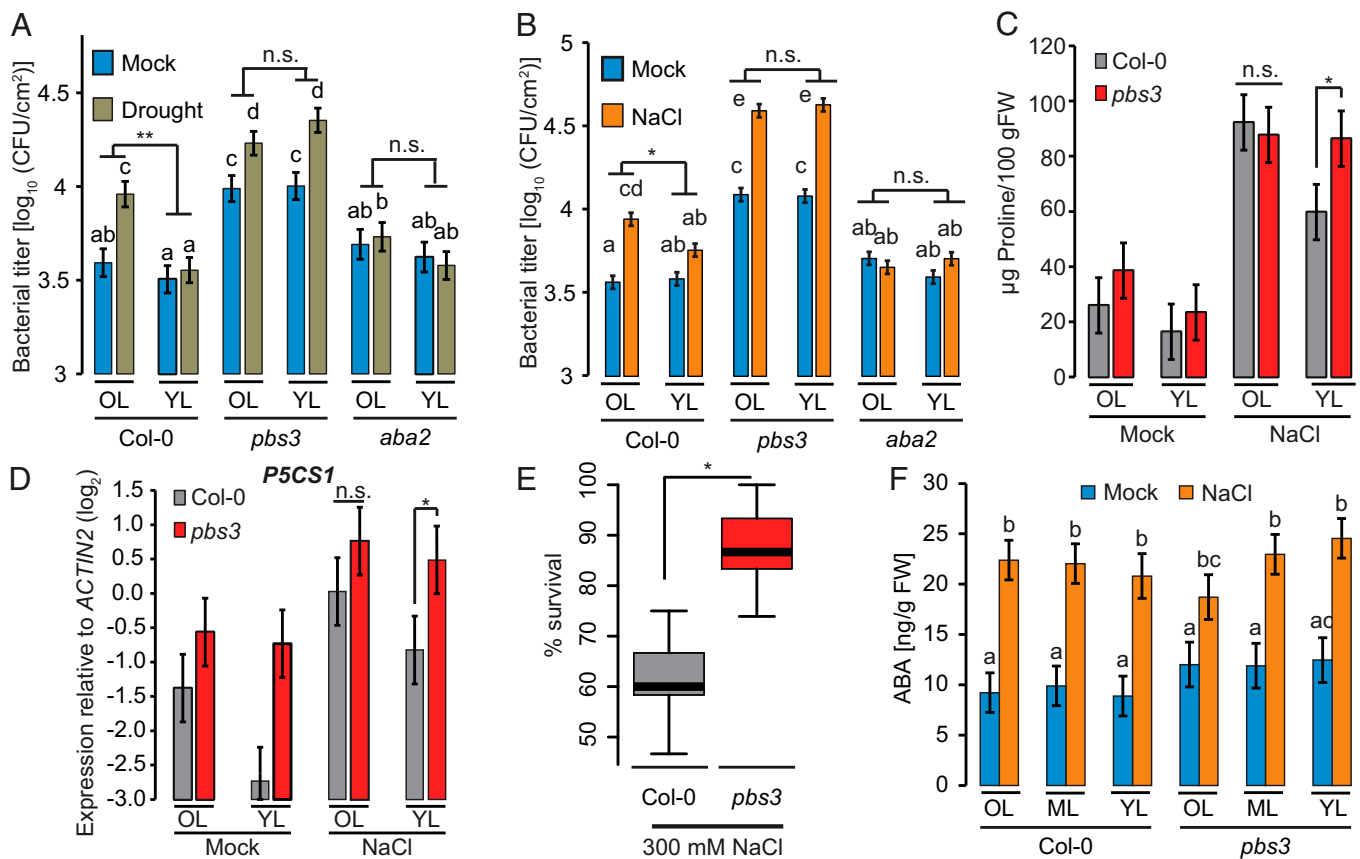 A
Bacterial titer [log10 (CFU/cm2)]
5
4.5
4
3.5
3
Mock
Drought
**
n.s.
n.s.
ab
c
a
a
c
d
c
d
ab
b
ab
ab
OL
YL
OL
YL
OL
YL
Col-0
pbs3
aba2
B
Bacterial titer [log10 (CFU/cm2)]
5
4.5
4
3.5
3
Mock
NaCl
*
n.s.
n.s.
a
cd
ab
ab
c
e
c
e
ab
ab
ab
ab
OL
YL
OL
YL
OL
YL
Col-0
pbs3
aba2
C
µg Proline/100 gFW
120
100
80
60
40
20
0
Col-0
pbs3
n.s.
*
OL
YL
OL
YL
Mock
NaCl
D
P5CS1
Expression relative to ACTIN2 (log2)
1.5
1.0
0.5
0.0
-0.5
-1.0
-1.5
-2.0
-2.5
-3.0
Col-0
pbs3
n.s.
*
OL
YL
OL
YL
Mock
NaCl
E
% survival
100
90
80
70
60
50
*
Col-0
pbs3
300 mM NaCl
F
ABA [ng/g FW]
30
25
20
15
10
5
0
Mock
NaCl
a
b
a
b
a
b
a
bc
a
b
ac
b
OL
ML
YL
OL
ML
YL
Col-0
pbs3